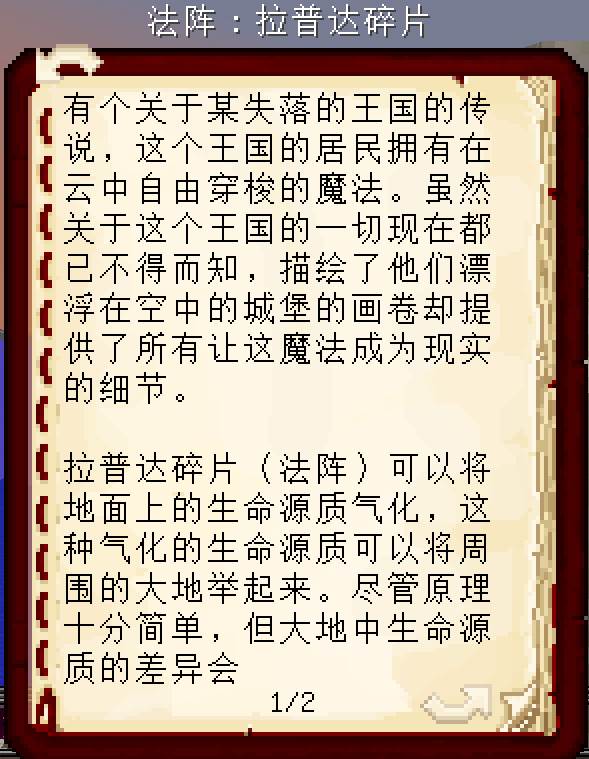 法阵：拉普达碎片
有个关于某失落的王国的传
说，这个王国的居民拥有在
云中自由穿梭的魔法。虽然
关于这个王国的一切现在都
已不得而知，描绘了他们漂
浮在空中的城堡的画卷却提
供了所有让这魔法成为现实
的细节。
拉普达碎片（法阵）可以将
地面上的生命源质气化，这
种气化的生命源质可以将周
围的大地举起来。尽管原理
十分简单，但大地中生命源
质的差异会
1/2